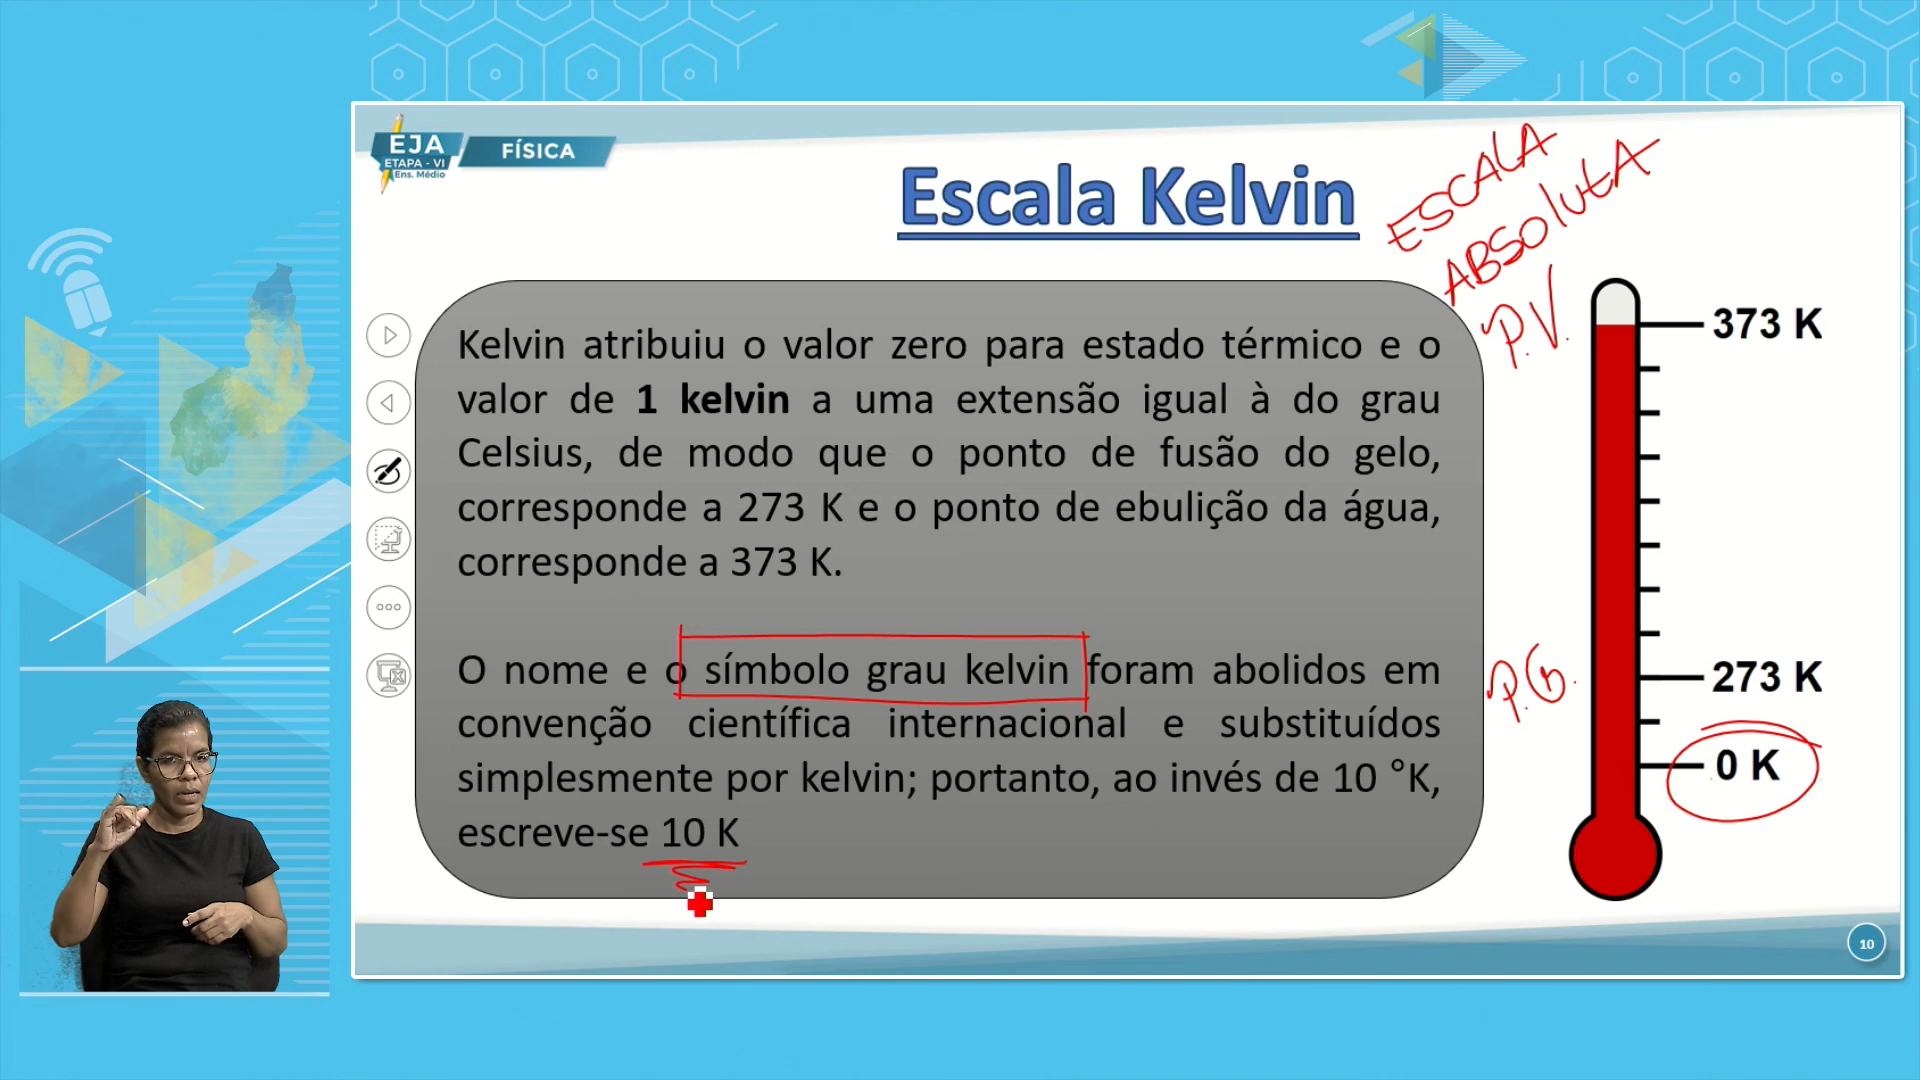 EJA
ETAPA - VI
Ens. Médio
FÍSICA
Escala Kelvin
ESCALA
ABSOLUTA
P.V.
Kelvin atribuiu o valor zero para estado térmico e o
valor de 1 kelvin a uma extensão igual à do grau
Celsius, de modo que o ponto de fusão do gelo,
corresponde a 273 K e o ponto de ebulição da água,
corresponde a 373 K.
O nome e o símbolo grau kelvin foram abolidos em
convenção científica internacional e substituídos
simplesmente por kelvin; portanto, ao invés de 10 °K,
escreve-se 10 K
373 K
P.G.
273 K
0 K
10